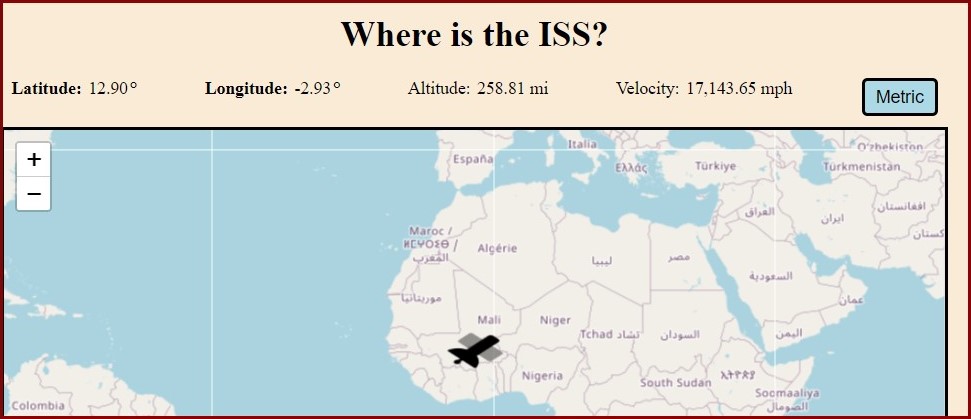 Where is the ISS?
Latitude: 12.90° Longitude: -2.93° Altitude: 258.81 mi Velocity: 17,143.65 mph Metric
+
−
España
Italia
Ελλάς
Türkiye
Oʻzbekiston
Türkmenistan
افغانستان
العراق
ایران
Maroc /
ⵍⵎⵖⵔⵉⴱ /
المغرب
Algérie
ليبيا
مصر
السعودية
عمان
موريتانيا
Mali
Niger
Tchad تشاد
السودان
اليمن
Nigeria
South Sudan
ኢትዮጵያ
Soomaaliya
الصومال
Colombia